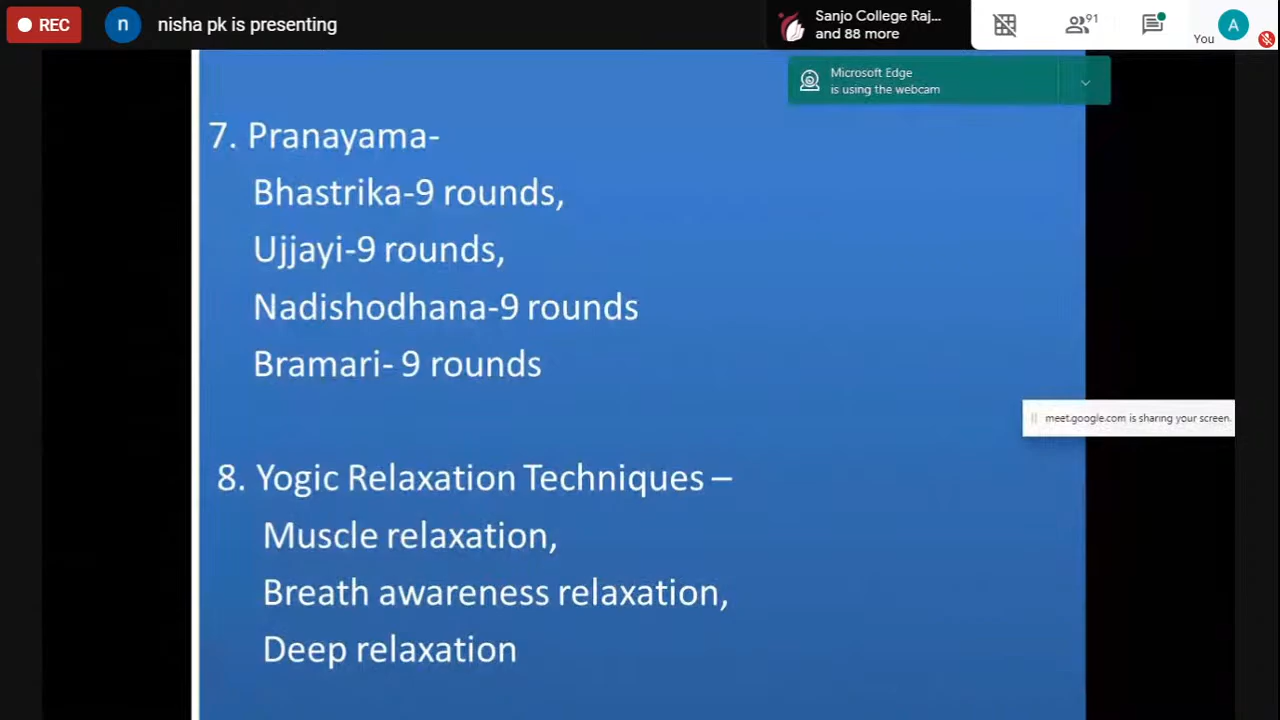 REC
n
nisha pk is presenting
Sanjo College Raj...
and 88 more
91
You
A
Microsoft Edge
is using the webcam
7. Pranayama-
Bhastrika-9 rounds,
Ujjayi-9 rounds,
Nadishodhana-9 rounds
Bramari- 9 rounds
meet.google.com is sharing your screen.
8. Yogic Relaxation Techniques –
Muscle relaxation,
Breath awareness relaxation,
Deep relaxation